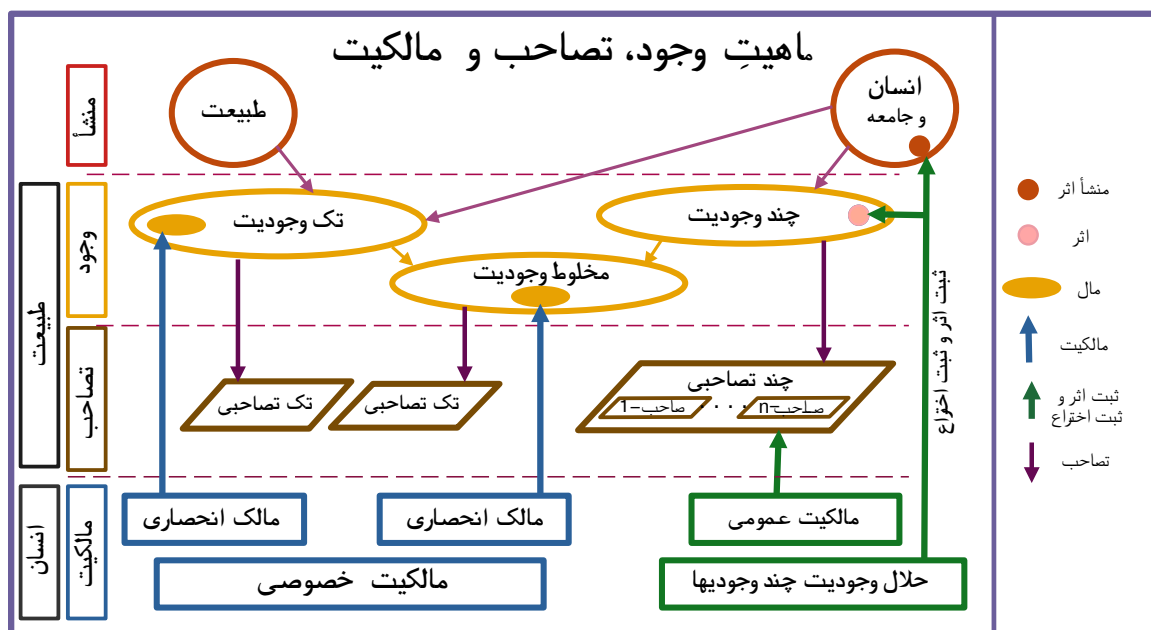 ماهیتِ وجود، تصاحب و مالکیت
منشأ
انسان
و جامعه
طبیعت
طبیعت
وجود
چند وجودیت
تک وجودیت
مخلوط وجودیت
تصاحب
چند تصاحبی
صاحب-1
. . . .
صاحب-n
تک تصاحبی
تک تصاحبی
ثبت اثر و ثبت اختراع
انسان
مالکیت
مالکیت عمومی
مالک انحصاری
مالک انحصاری
حلال وجودیت چند وجودیها
مالکیت خصوصی
منشأ اثر
اثر
مال
مالکیت
ثبت اثر و
ثبت اختراع
تصاحب